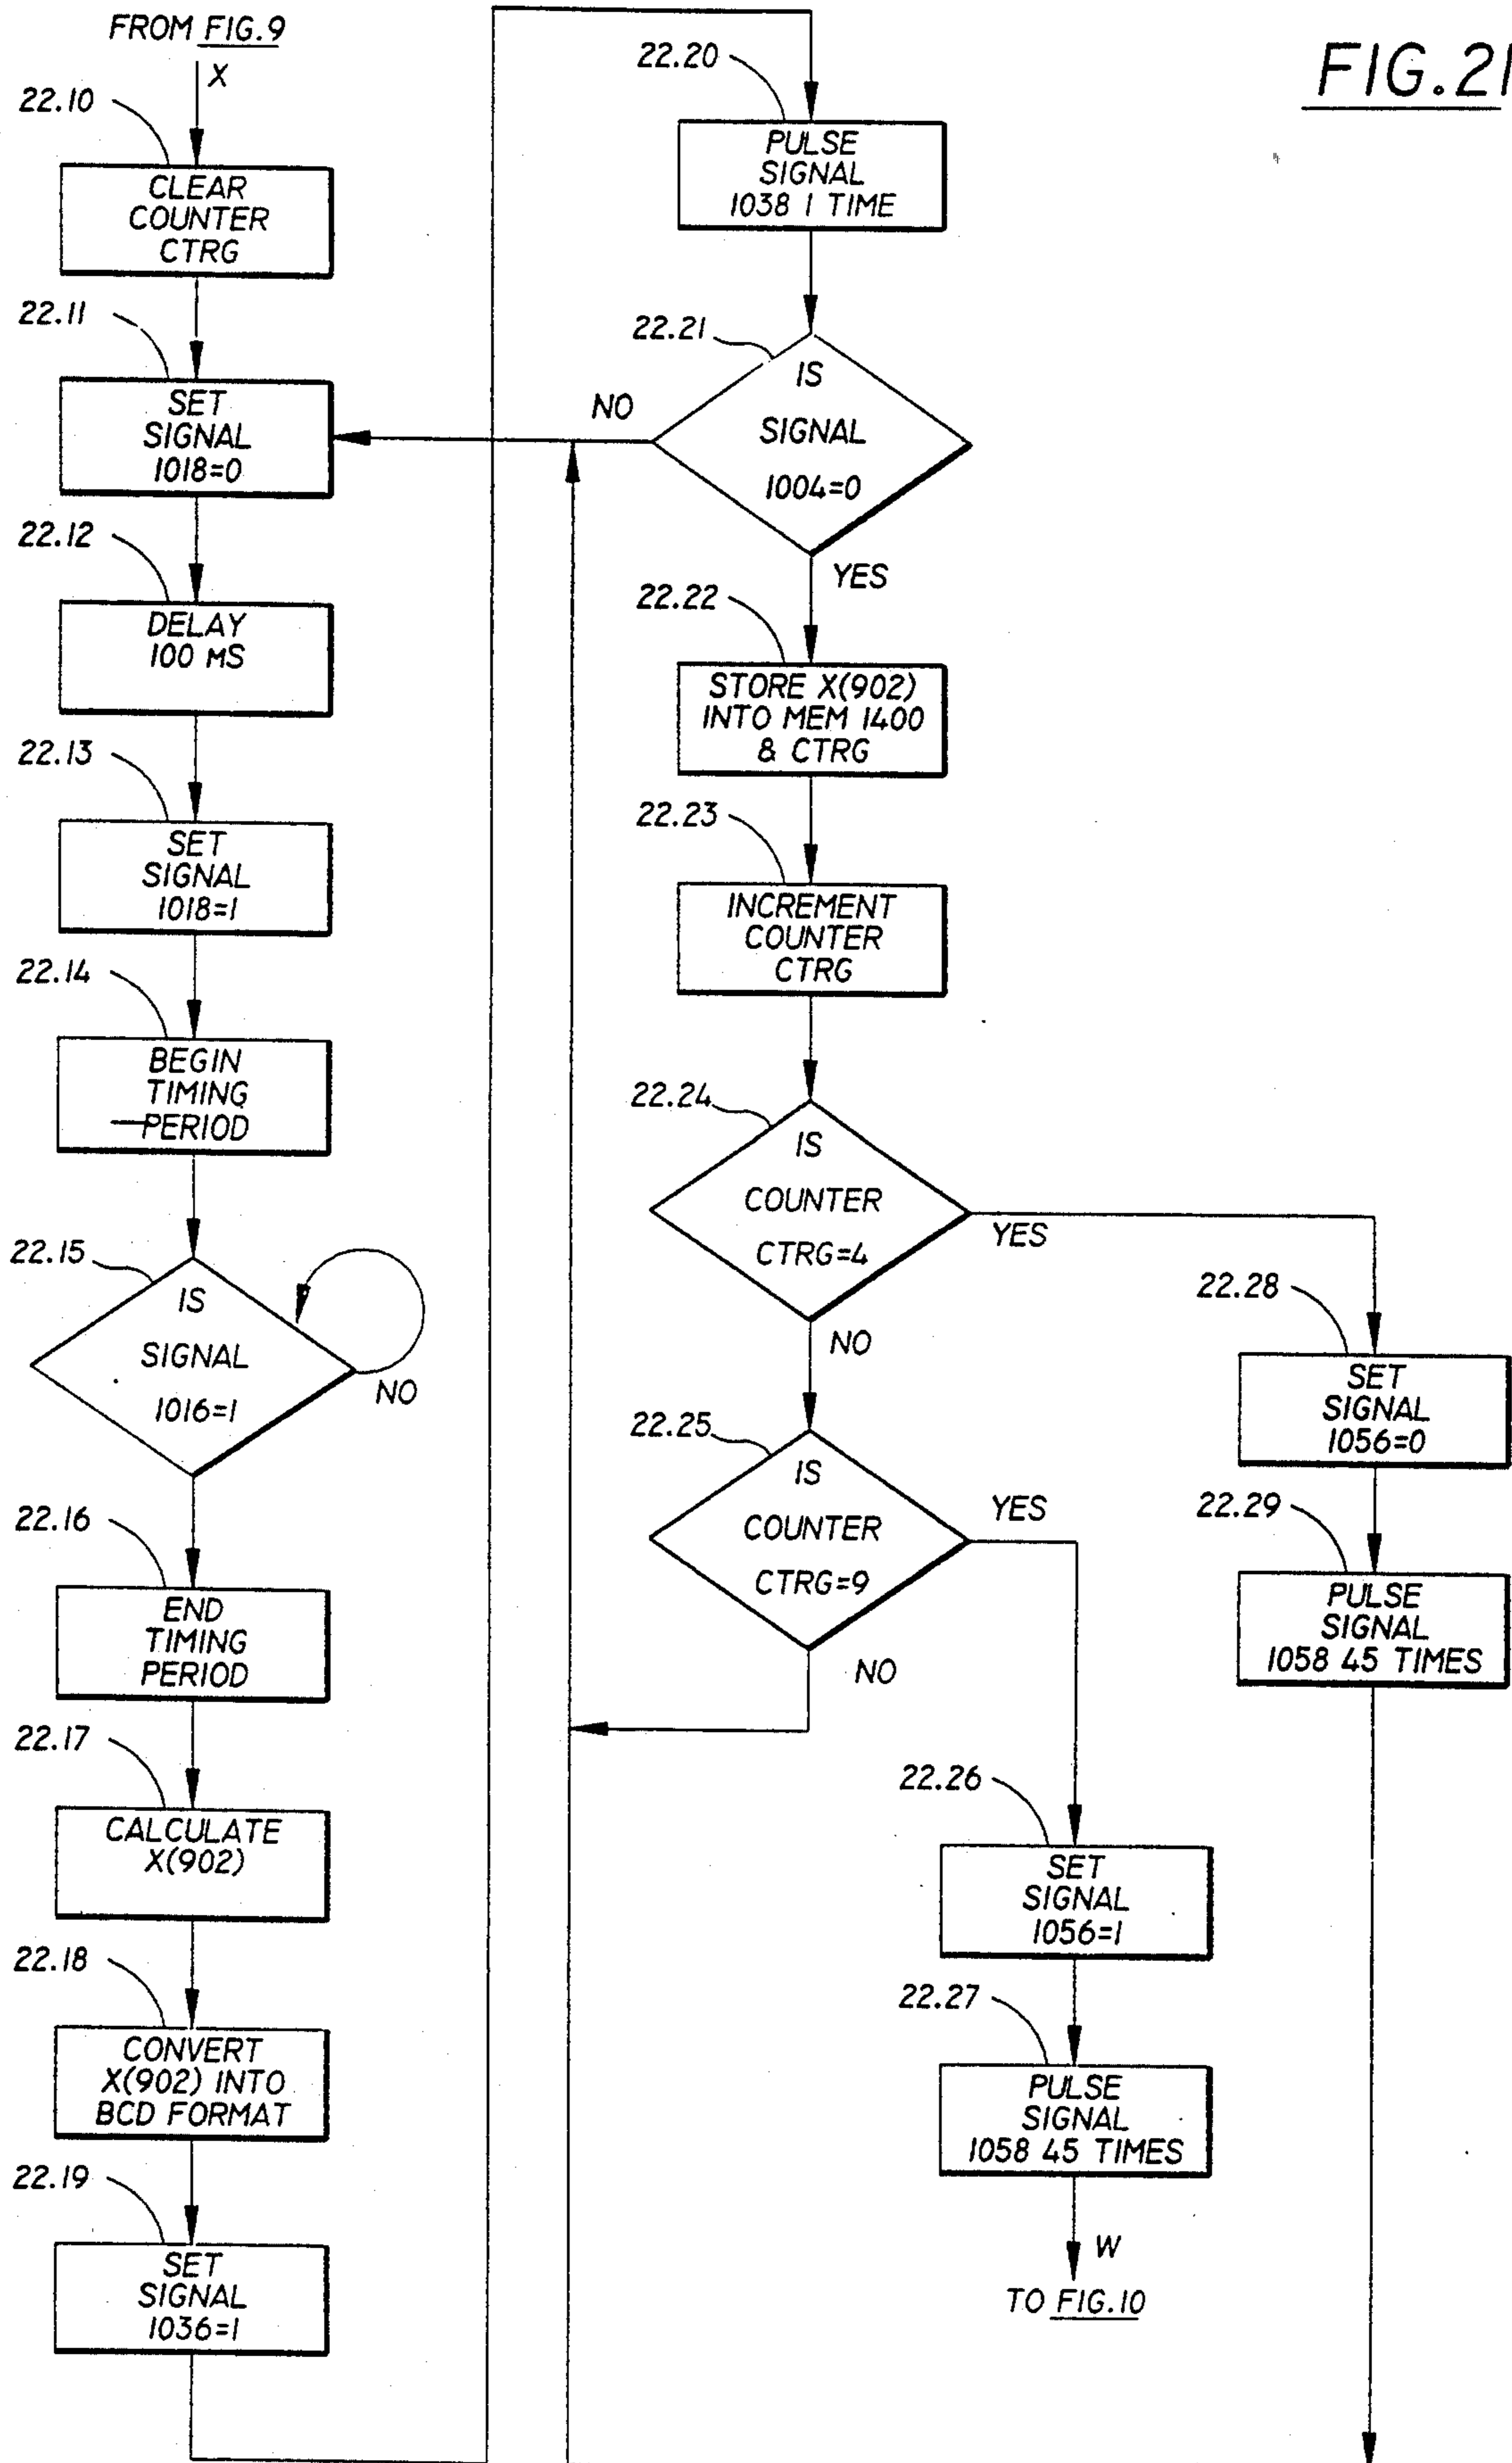 FROM FIG.9
X
22.10
CLEAR
COUNTER
CTRG
22.11
SET
SIGNAL
1018=0
22.12
DELAY
100 MS
22.13
SET
SIGNAL
1018=1
22.14
BEGIN
TIMING
PERIOD
22.15
IS
SIGNAL
1016=1
NO
22.16
END
TIMING
PERIOD
22.17
CALCULATE
X(902)
22.18
CONVERT
X(902) INTO
BCD FORMAT
22.19
SET
SIGNAL
1036=1
FIG.21
22.20
PULSE
SIGNAL
1038 1 TIME
22.21
IS
SIGNAL
1004=0
NO
YES
22.22
STORE X(902)
INTO MEM 1400
& CTRG
22.23
INCREMENT
COUNTER
CTRG
22.24
IS
COUNTER
CTRG=4
YES
NO
22.25
IS
COUNTER
CTRG=9
YES
NO
22.26
SET
SIGNAL
1056=1
22.27
PULSE
SIGNAL
1058 45 TIMES
W
TO FIG.10
22.28
SET
SIGNAL
1056=0
22.29
PULSE
SIGNAL
1058 45 TIMES